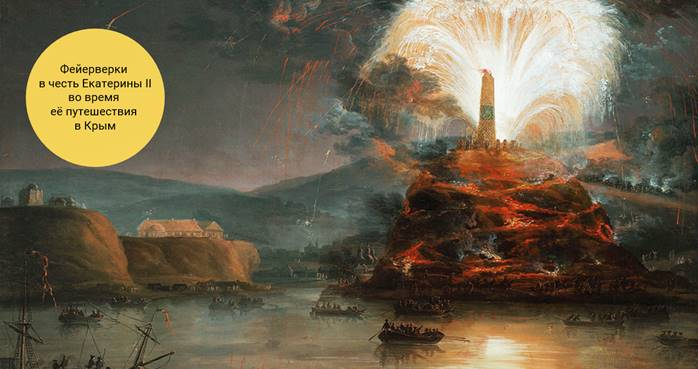 Фейерверки
в честь Екатерины II
во время
её путешествия
в Крым